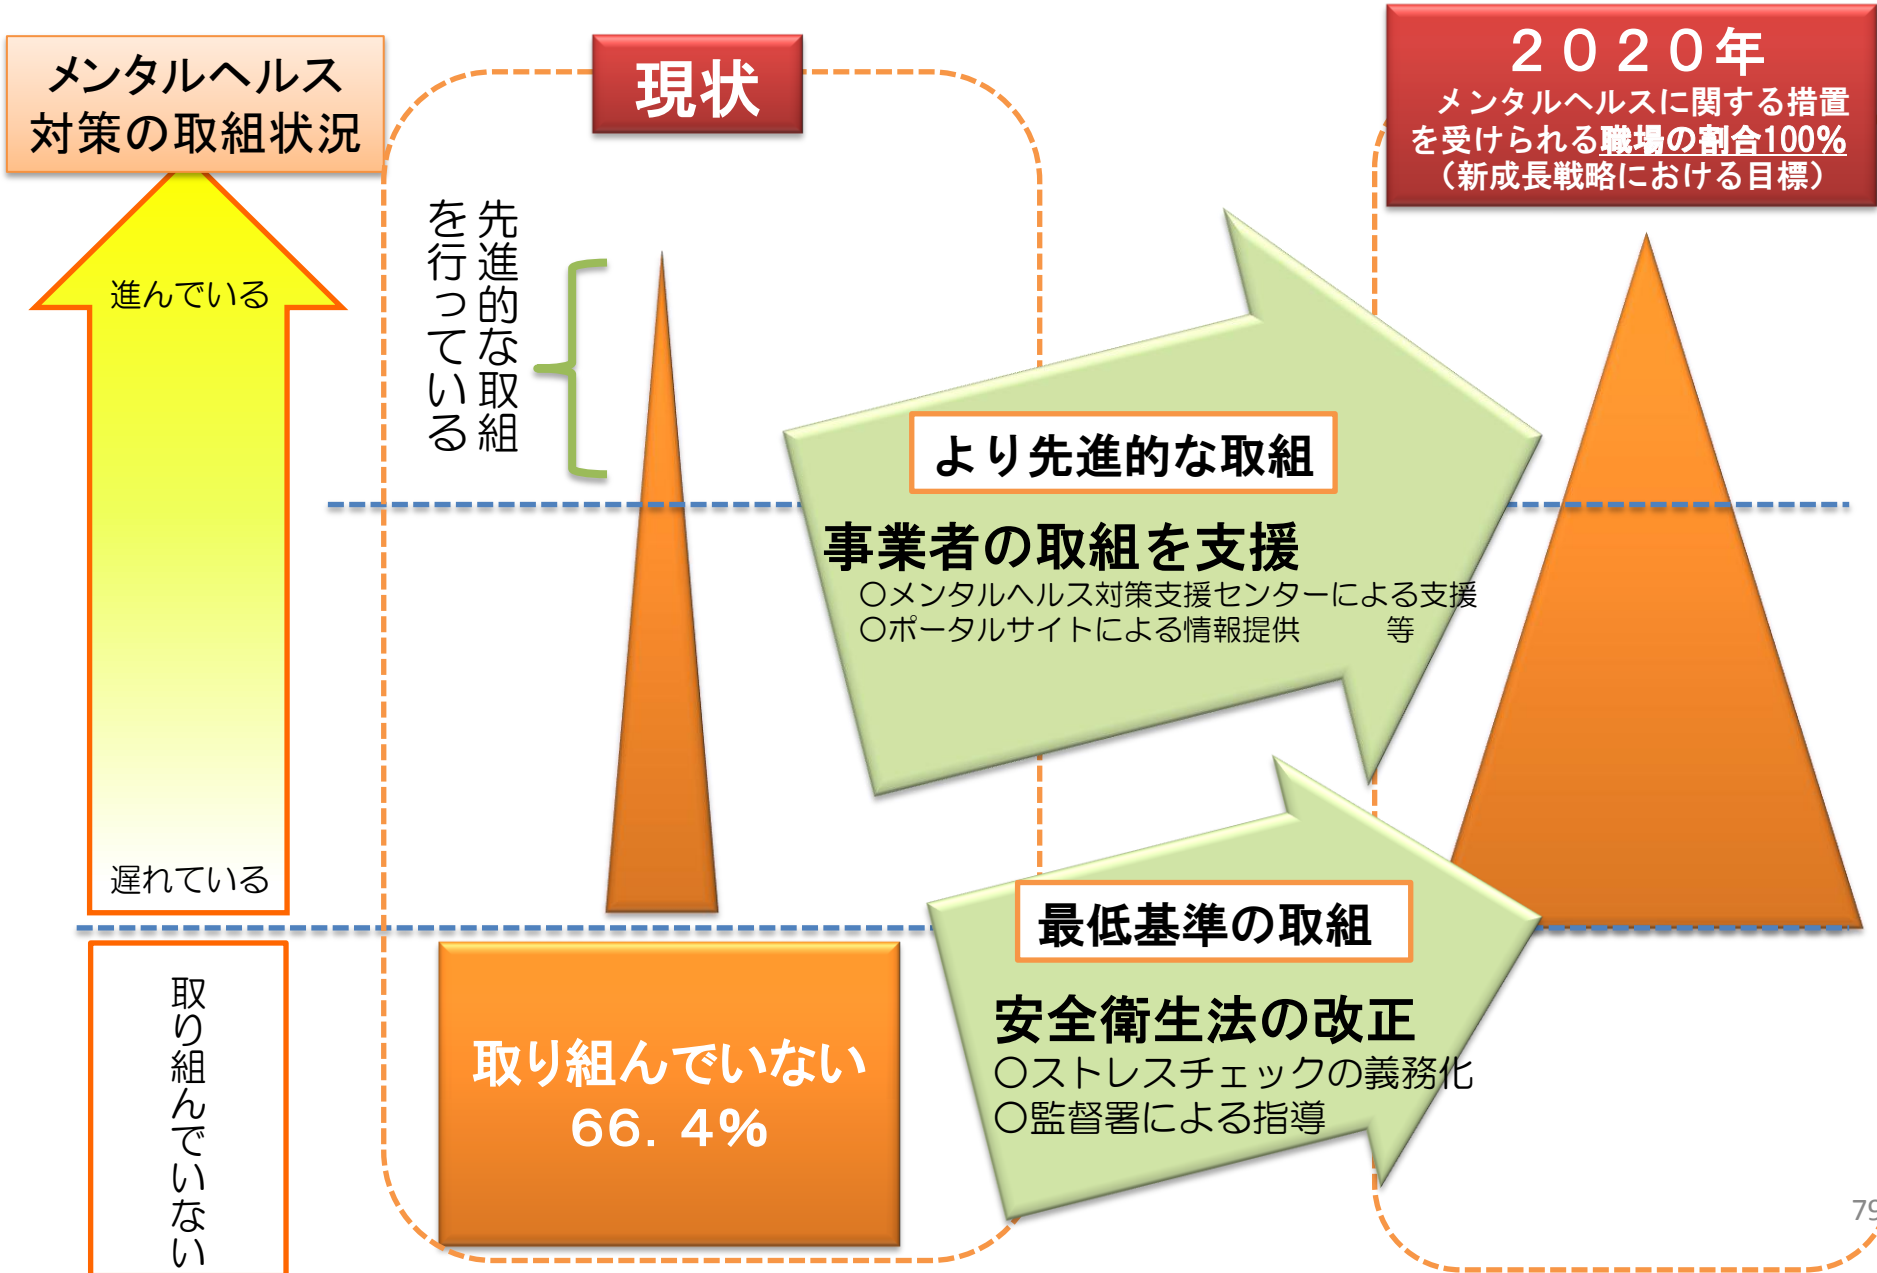 メンタルヘルス
対策の取組状況
進んでいる
遅れている
取り組んでいない
現状
先進的な取組
を行っている
取り組んでいない
66．4%
より先進的な取組
事業者の取組を支援
○メンタルヘルス対策支援センターによる支援
○ポータルサイトによる情報提供　　等
最低基準の取組
安全衛生法の改正
○ストレスチェックの義務化
○監督署による指導
２０２０年
メンタルヘルスに関する措置
を受けられる職場の割合100%
（新成長戦略における目標）
79